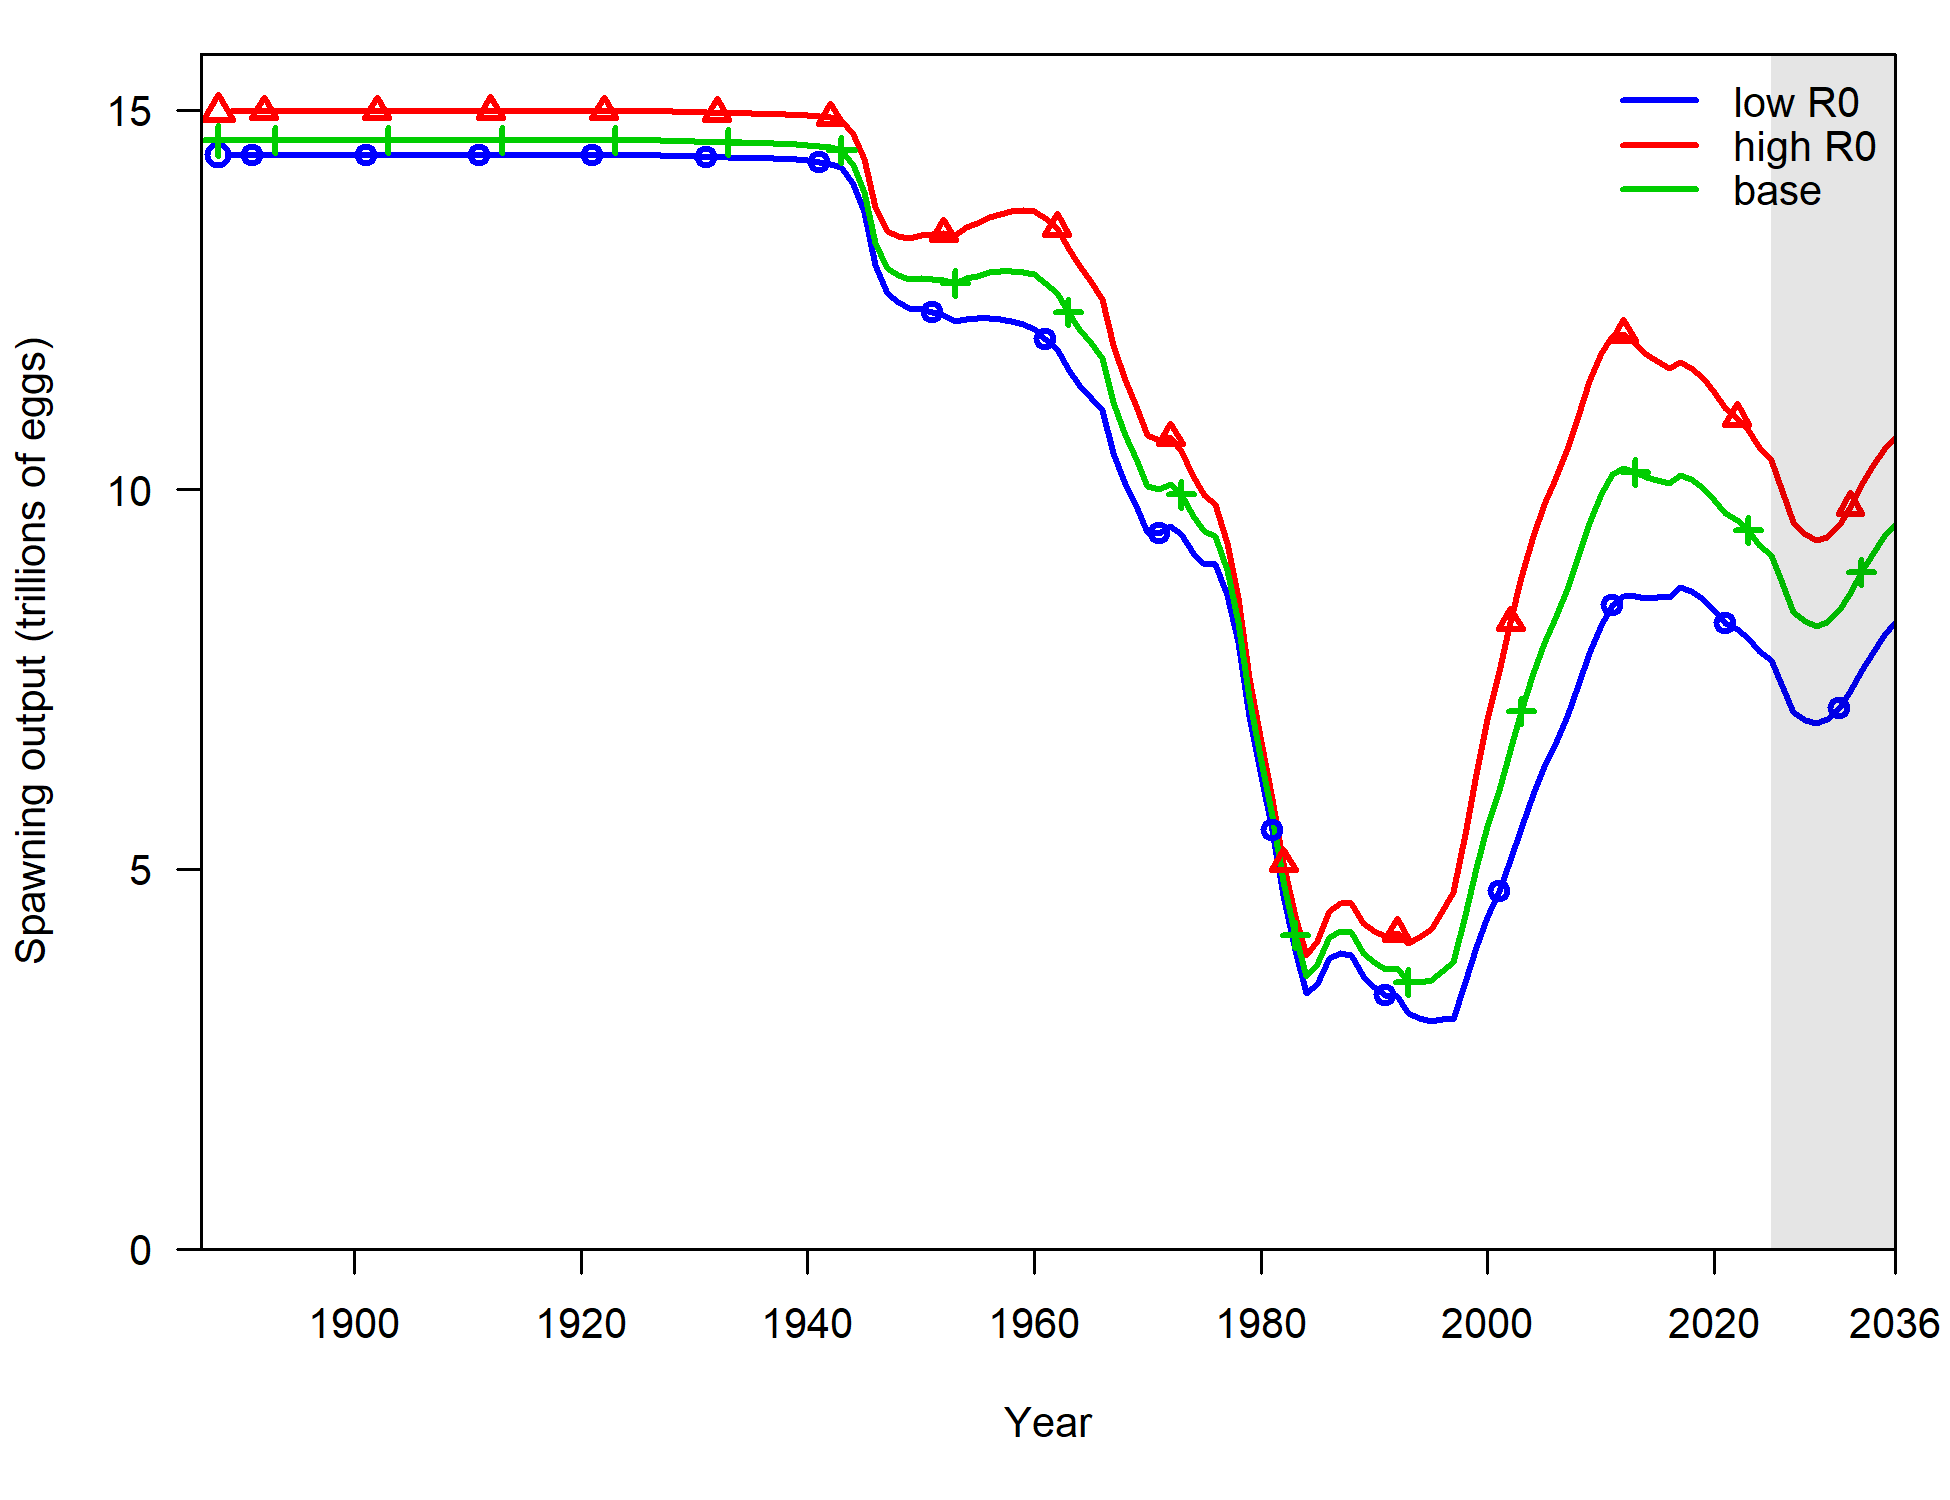 low R0
high R0
base
Spawning output (trillions of eggs)
15
10
5
0
1900 1920 1940 1960 1980 2000 2020 2036
Year